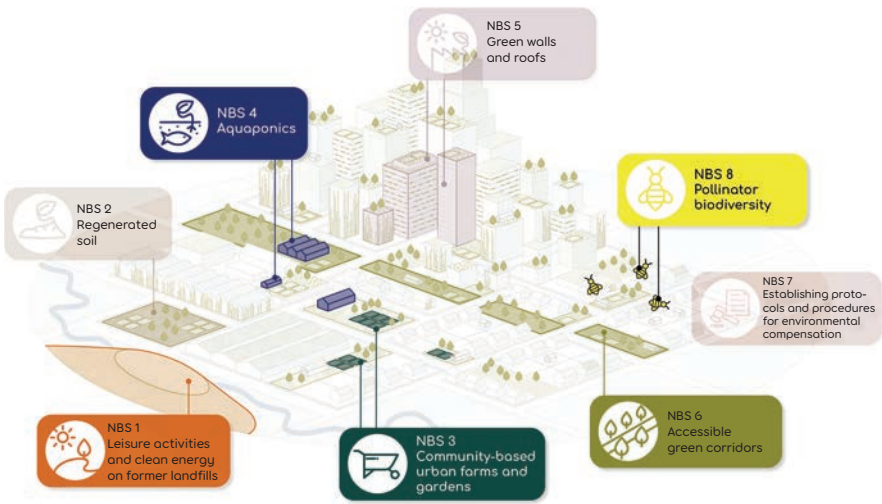 NBS 5
Green walls
and roofs
NBS 4
Aquaponics
NBS 8
Pollinator
biodiversity
NBS 2
Regenerated
soil
NBS 7
Establishing proto-
cols and procedures
for environmental
compensation
NBS 1
Leisure activities
and clean energy
on former landfills
NBS 3
Community-based
urban farms and
gardens
NBS 6
Accessible
green corridors